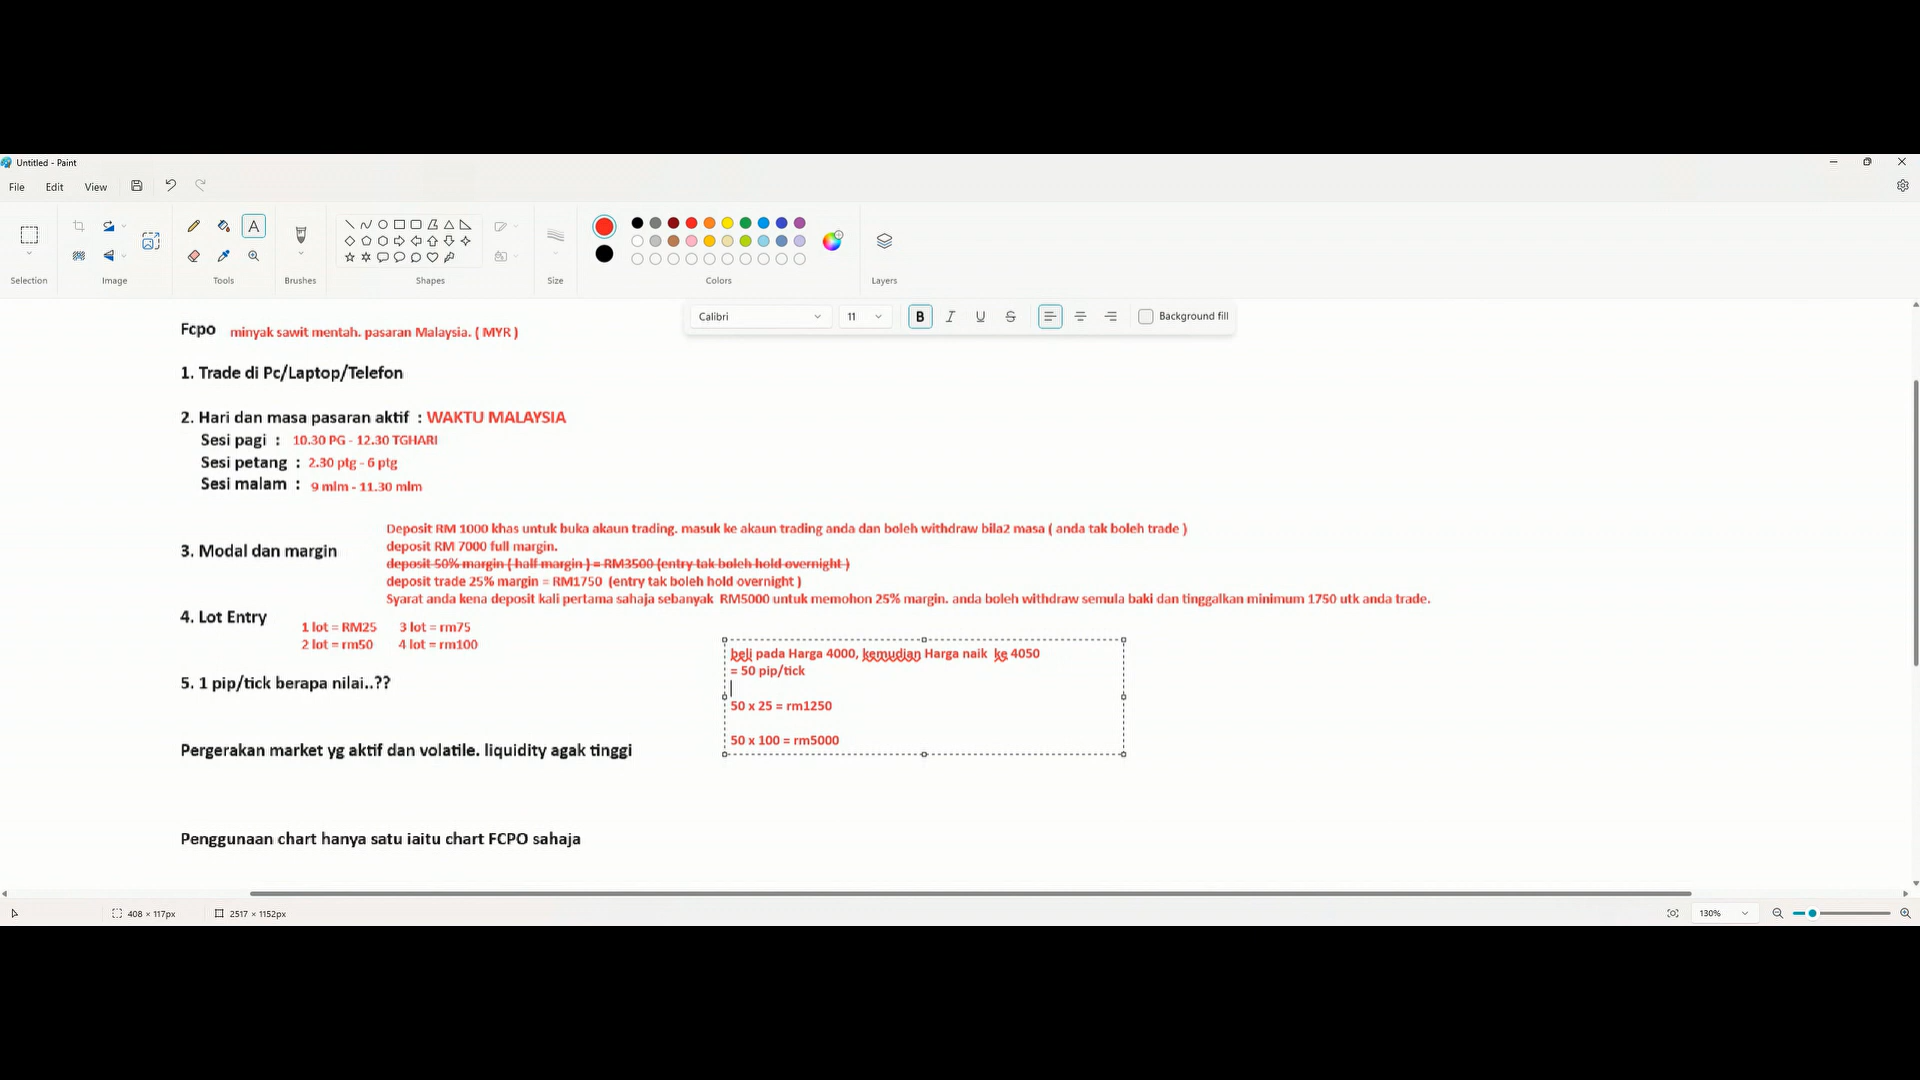 Untitled - Paint
File Edit View
Selection Image Tools Brushes Shapes Size Colors Layers
Calibri 11 B I U S Background fill
Fcpo minyak sawit mentah. pasaran Malaysia. ( MYR )
1. Trade di Pc/Laptop/Telefon
2. Hari dan masa pasaran aktif : WAKTU MALAYSIA
Sesi pagi : 10.30 PG - 12.30 TGHARI
Sesi petang : 2.30 ptg - 6 ptg
Sesi malam : 9 mlm - 11.30 mlm
3. Modal dan margin
Deposit RM 1000 khas untuk buka akaun trading. masuk ke akaun trading anda dan boleh withdraw bila2 masa ( anda tak boleh trade )
deposit RM 7000 full margin.
deposit 50% margin ( half margin ) = RM3500 (entry tak boleh hold overnight )
deposit trade 25% margin = RM1750 (entry tak boleh hold overnight )
Syarat anda kena deposit kali pertama sahaja sebanyak RM5000 untuk memohon 25% margin. anda boleh withdraw semula baki dan tinggalkan minimum 1750 utk anda trade.
4. Lot Entry
1 lot = RM25 3 lot = rm75
2 lot = rm50 4 lot = rm100
5. 1 pip/tick berapa nilai..??
beli pada Harga 4000, kemudian Harga naik ke 4050
= 50 pip/tick
50 x 25 = rm1250
50 x 100 = rm5000
Pergerakan market yg aktif dan volatile. liquidity agak tinggi
Penggunaan chart hanya satu iaitu chart FCPO sahaja
408 × 117px 2517 × 1152px 130%